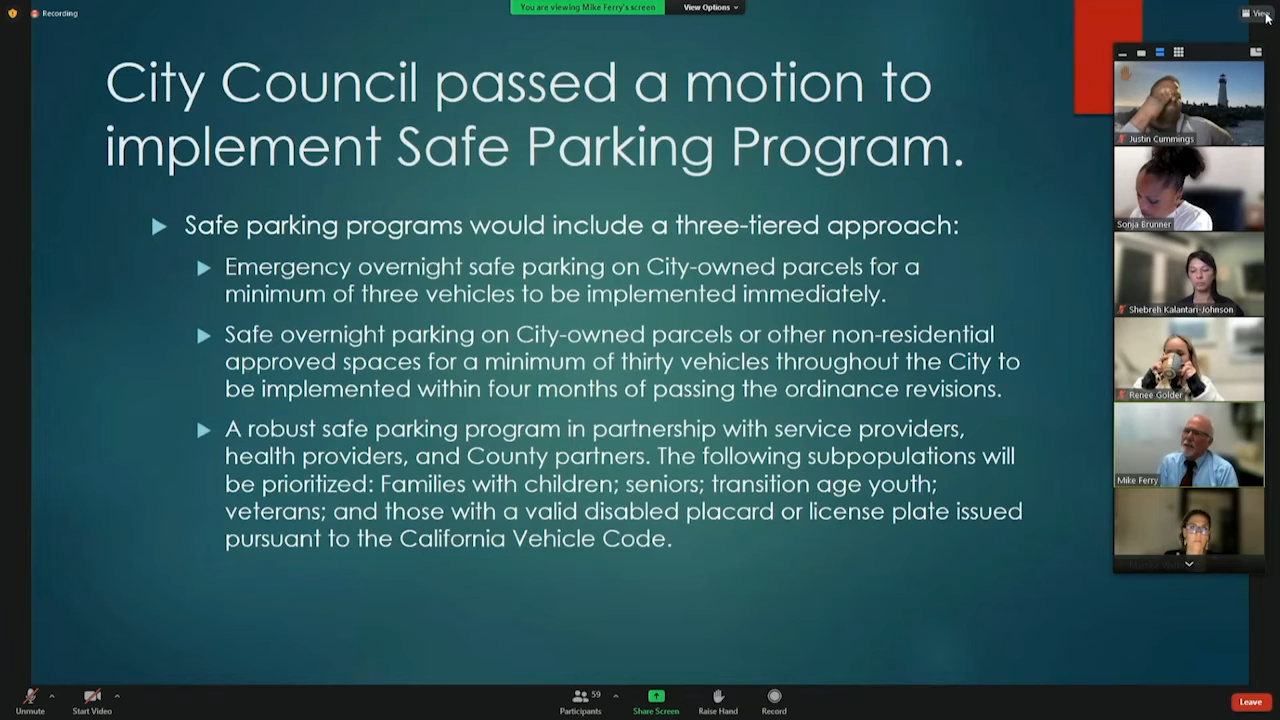 Recording
You are viewing Mike Ferry's screen
View Options
View
City Council passed a motion to
implement Safe Parking Program.
Safe parking programs would include a three-tiered approach:
Emergency overnight safe parking on City-owned parcels for a
minimum of three vehicles to be implemented immediately.
Safe overnight parking on City-owned parcels or other non-residential
approved spaces for a minimum of thirty vehicles throughout the City to
be implemented within four months of passing the ordinance revisions.
A robust safe parking program in partnership with service providers,
health providers, and County partners. The following subpopulations will
be prioritized: Families with children; seniors; transition age youth;
veterans; and those with a valid disabled placard or license plate issued
pursuant to the California Vehicle Code.
Justin Cummings
Sonja Brunner
Shebreh Kalantari-Johnson
Renee Golder
Mike Ferry
Unmute
Start Video
59
Participants
Share Screen
Raise Hand
Record
Leave